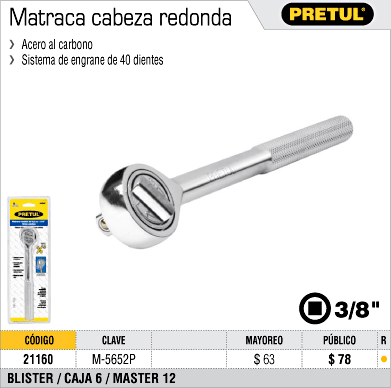 Matraca cabeza redonda
PRETUL®
› Acero al carbono
› Sistema de engrane de 40 dientes
PRETUL
3/8"
CÓDIGO CLAVE MAYOREO PÚBLICO R
21160 M-5652P $ 63 $ 78
BLISTER / CAJA 6 / MASTER 12